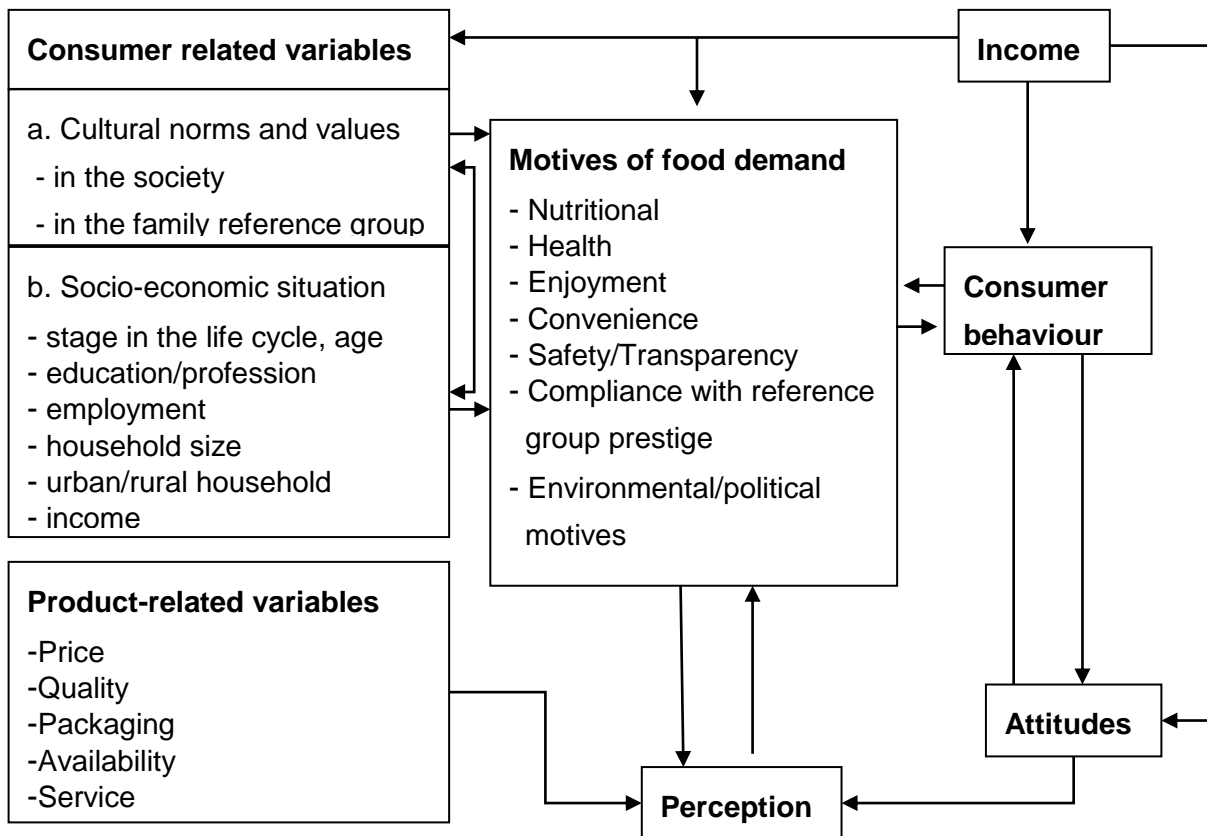 Consumer related variables
a. Cultural norms and values
- in the society
- in the family reference group
b. Socio-economic situation
- stage in the life cycle, age
- education/profession
- employment
- household size
- urban/rural household
- income
Product-related variables
-Price
-Quality
-Packaging
-Availability
-Service
Motives of food demand
- Nutritional
- Health
- Enjoyment
- Convenience
- Safety/Transparency
- Compliance with reference
group prestige
- Environmental/political
motives
Income
Consumer
behaviour
Attitudes
Perception